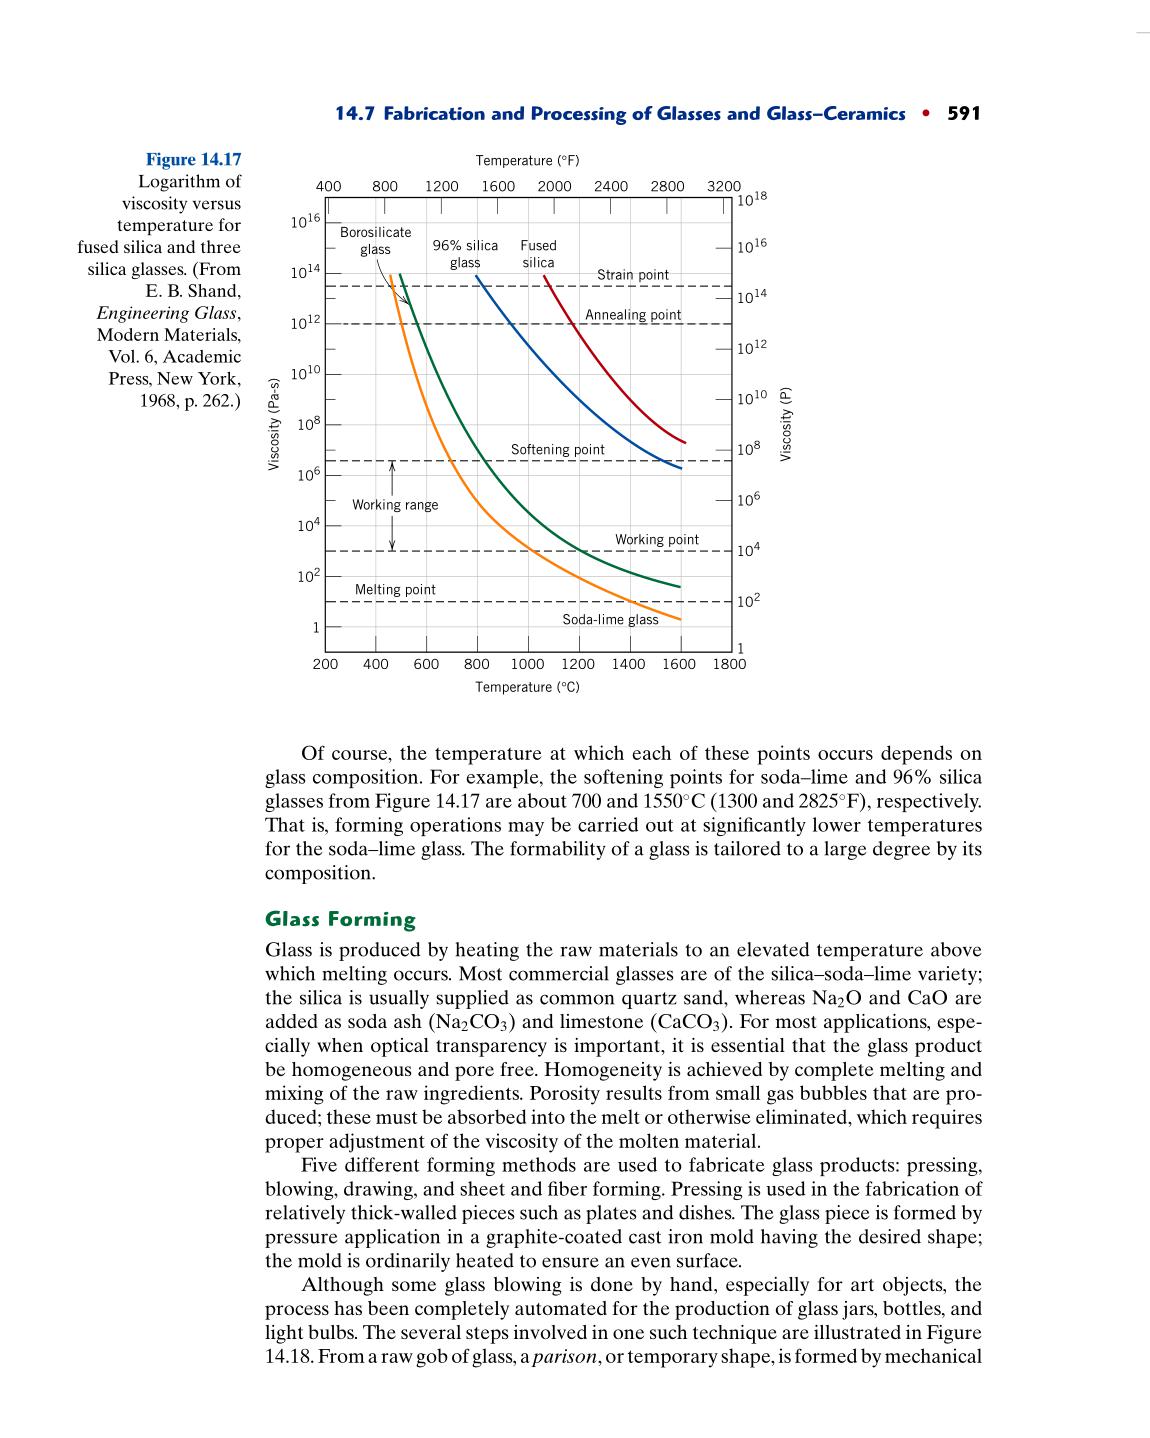 14.7 Fabrication and Processing of Glasses and Glass–Ceramics • 591
Figure 14.17
Logarithm of
viscosity versus
temperature for
fused silica and three
silica glasses. (From
E. B. Shand,
Engineering Glass,
Modern Materials,
Vol. 6, Academic
Press, New York,
1968, p. 262.)
Temperature (°F)
400 800 1200 1600 2000 2400 2800 3200
10^18
10^16
10^14
10^12
10^10
10^8
10^6
10^4
10^2
1
Viscosity (P)
10^16
10^14
10^12
10^10
10^8
10^6
10^4
10^2
1
Viscosity (Pa-s)
Borosilicate
glass
96% silica
glass
Fused
silica
Strain point
Annealing point
Softening point
Working range
Working point
Melting point
Soda-lime glass
200 400 600 800 1000 1200 1400 1600 1800
Temperature (°C)
Of course, the temperature at which each of these points occurs depends on
glass composition. For example, the softening points for soda–lime and 96% silica
glasses from Figure 14.17 are about 700 and 1550°C (1300 and 2825°F), respectively.
That is, forming operations may be carried out at significantly lower temperatures
for the soda–lime glass. The formability of a glass is tailored to a large degree by its
composition.
Glass Forming
Glass is produced by heating the raw materials to an elevated temperature above
which melting occurs. Most commercial glasses are of the silica–soda–lime variety;
the silica is usually supplied as common quartz sand, whereas Na₂O and CaO are
added as soda ash (Na₂CO₃) and limestone (CaCO₃). For most applications, espe-
cially when optical transparency is important, it is essential that the glass product
be homogeneous and pore free. Homogeneity is achieved by complete melting and
mixing of the raw ingredients. Porosity results from small gas bubbles that are pro-
duced; these must be absorbed into the melt or otherwise eliminated, which requires
proper adjustment of the viscosity of the molten material.
Five different forming methods are used to fabricate glass products: pressing,
blowing, drawing, and sheet and fiber forming. Pressing is used in the fabrication of
relatively thick-walled pieces such as plates and dishes. The glass piece is formed by
pressure application in a graphite-coated cast iron mold having the desired shape;
the mold is ordinarily heated to ensure an even surface.
Although some glass blowing is done by hand, especially for art objects, the
process has been completely automated for the production of glass jars, bottles, and
light bulbs. The several steps involved in one such technique are illustrated in Figure
14.18. From a raw gob of glass, a parison, or temporary shape, is formed by mechanical